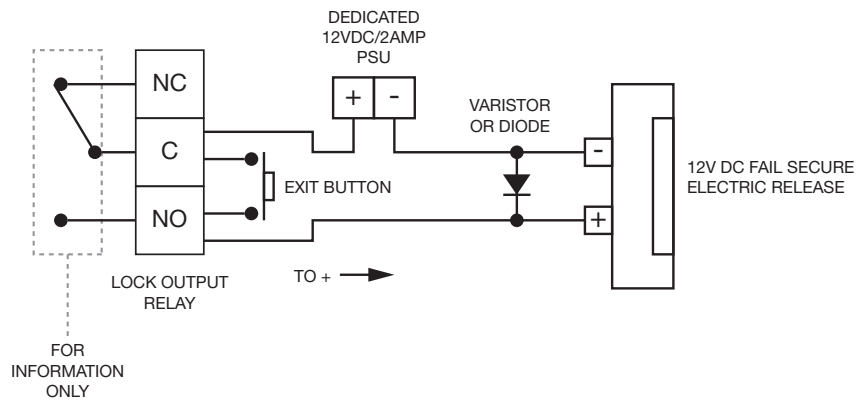 DEDICATED
12VDC/2AMP
PSU
+ -
NC
C
NO
EXIT BUTTON
VARISTOR
OR DIODE
-
+
12V DC FAIL SECURE
ELECTRIC RELEASE
LOCK OUTPUT
RELAY
TO +
FOR
INFORMATION
ONLY